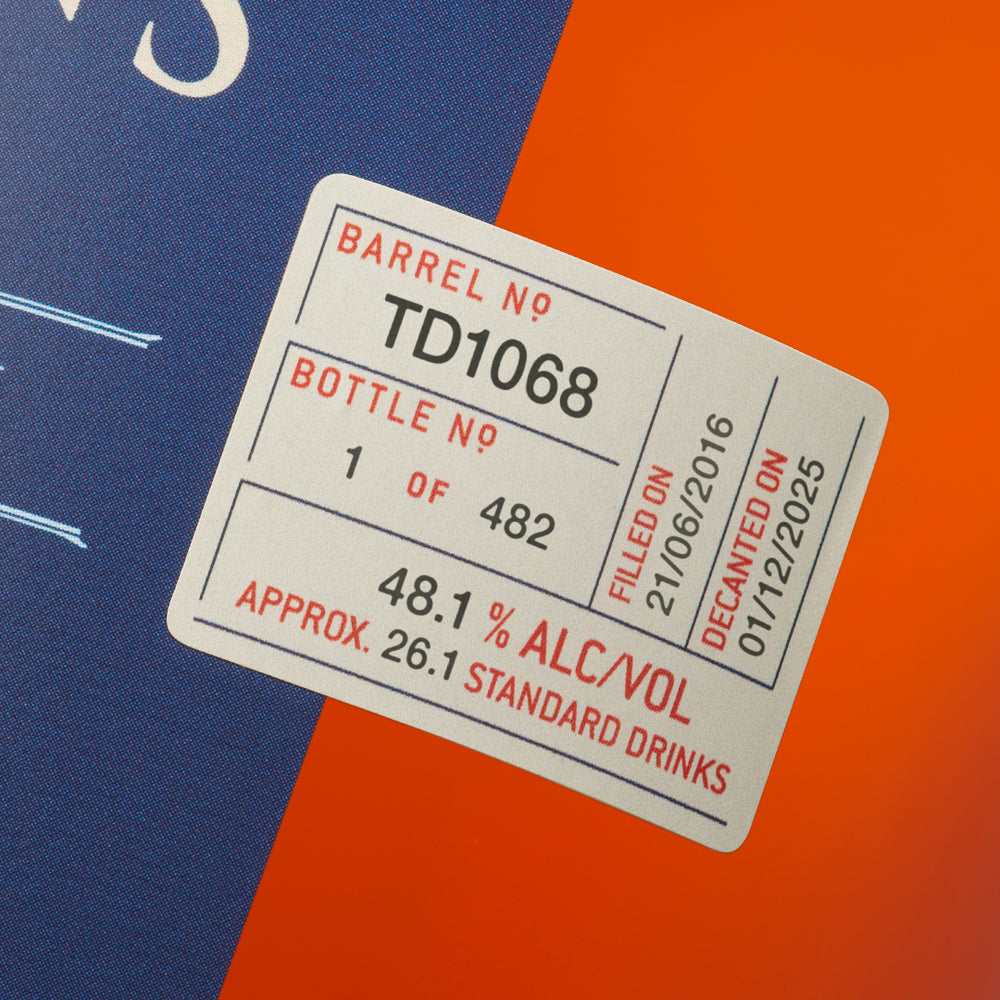 S
BARREL Nº
TD1068
BOTTLE Nº
1 OF 482
FILLED ON
21/06/2016
DECANTED ON
01/12/2025
48.1 % ALC/VOL
APPROX. 26.1 STANDARD DRINKS